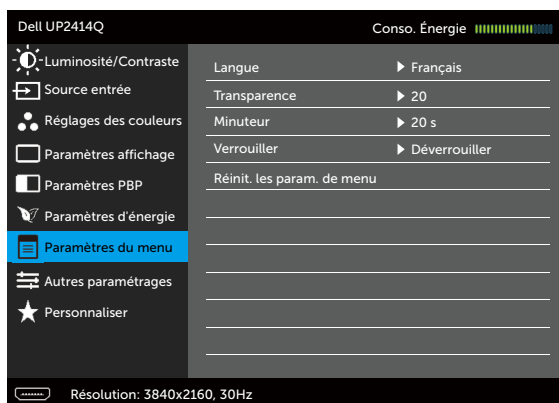 Dell UP2414Q Conso. Énergie
Luminosité/Contraste
Source entrée
Réglages des couleurs
Paramètres affichage
Paramètres PBP
Paramètres d'énergie
Paramètres du menu
Autres paramétrages
Personnaliser
Langue Français
Transparence 20
Minuteur 20 s
Verrouiller Déverrouiller
Réinit. les param. de menu
Résolution: 3840x2160, 30Hz